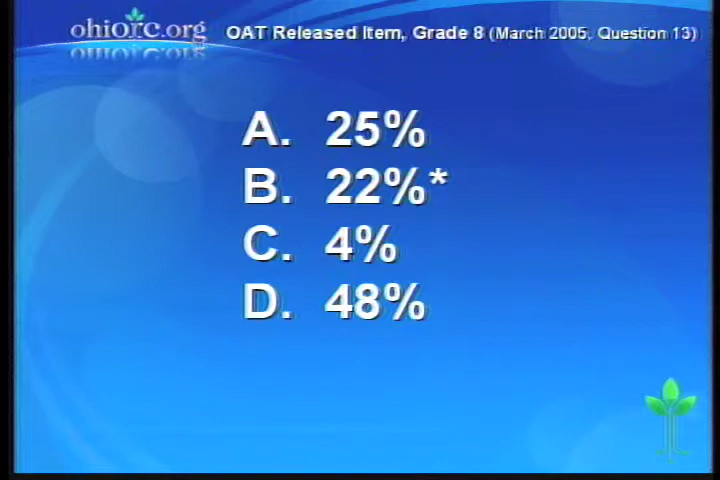 ohiorc.org
OAT Released Item, Grade 8 (March 2005, Question 13)
A. 25%
B. 22%*
C. 4%
D. 48%